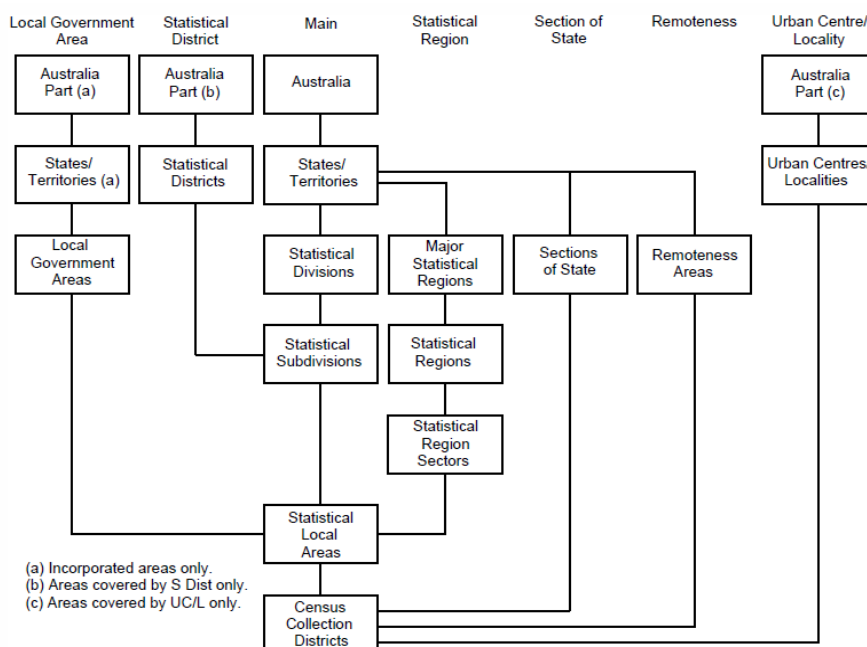 Local Government
Area
Statistical
District
Main
Statistical
Region
Section of
State
Remoteness
Urban Centre/
Locality
Australia
Part (a)
Australia
Part (b)
Australia
Australia
Part (c)
States/
Territories (a)
Statistical
Districts
States/
Territories
Urban Centres/
Localities
Local
Government
Areas
Statistical
Divisions
Major
Statistical
Regions
Sections
of State
Remoteness
Areas
Statistical
Subdivisions
Statistical
Regions
Statistical
Region
Sectors
Statistical
Local
Areas
(a) Incorporated areas only.
(b) Areas covered by S Dist only.
(c) Areas covered by UC/L only.
Census
Collection
Districts